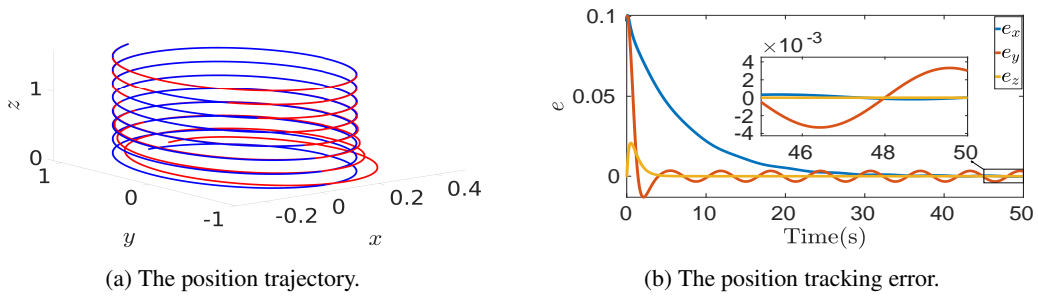 z
1
0
1
0
-1
y
-0.2
0
0.2
0.4
x
(a) The position trajectory.
0.1
0.05
0
e
×10⁻³
4
2
0
-2
-4
46
48
50
e_x
e_y
e_z
0
10
20
30
40
50
Time(s)
(b) The position tracking error.